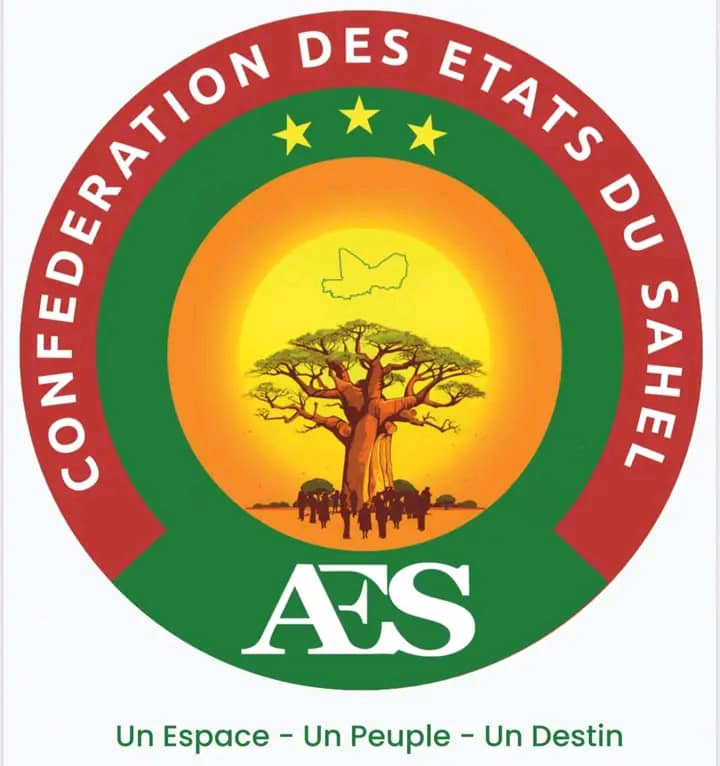 CONFEDERATION DES ETATS DU SAHEL
AES
Un Espace - Un Peuple - Un Destin